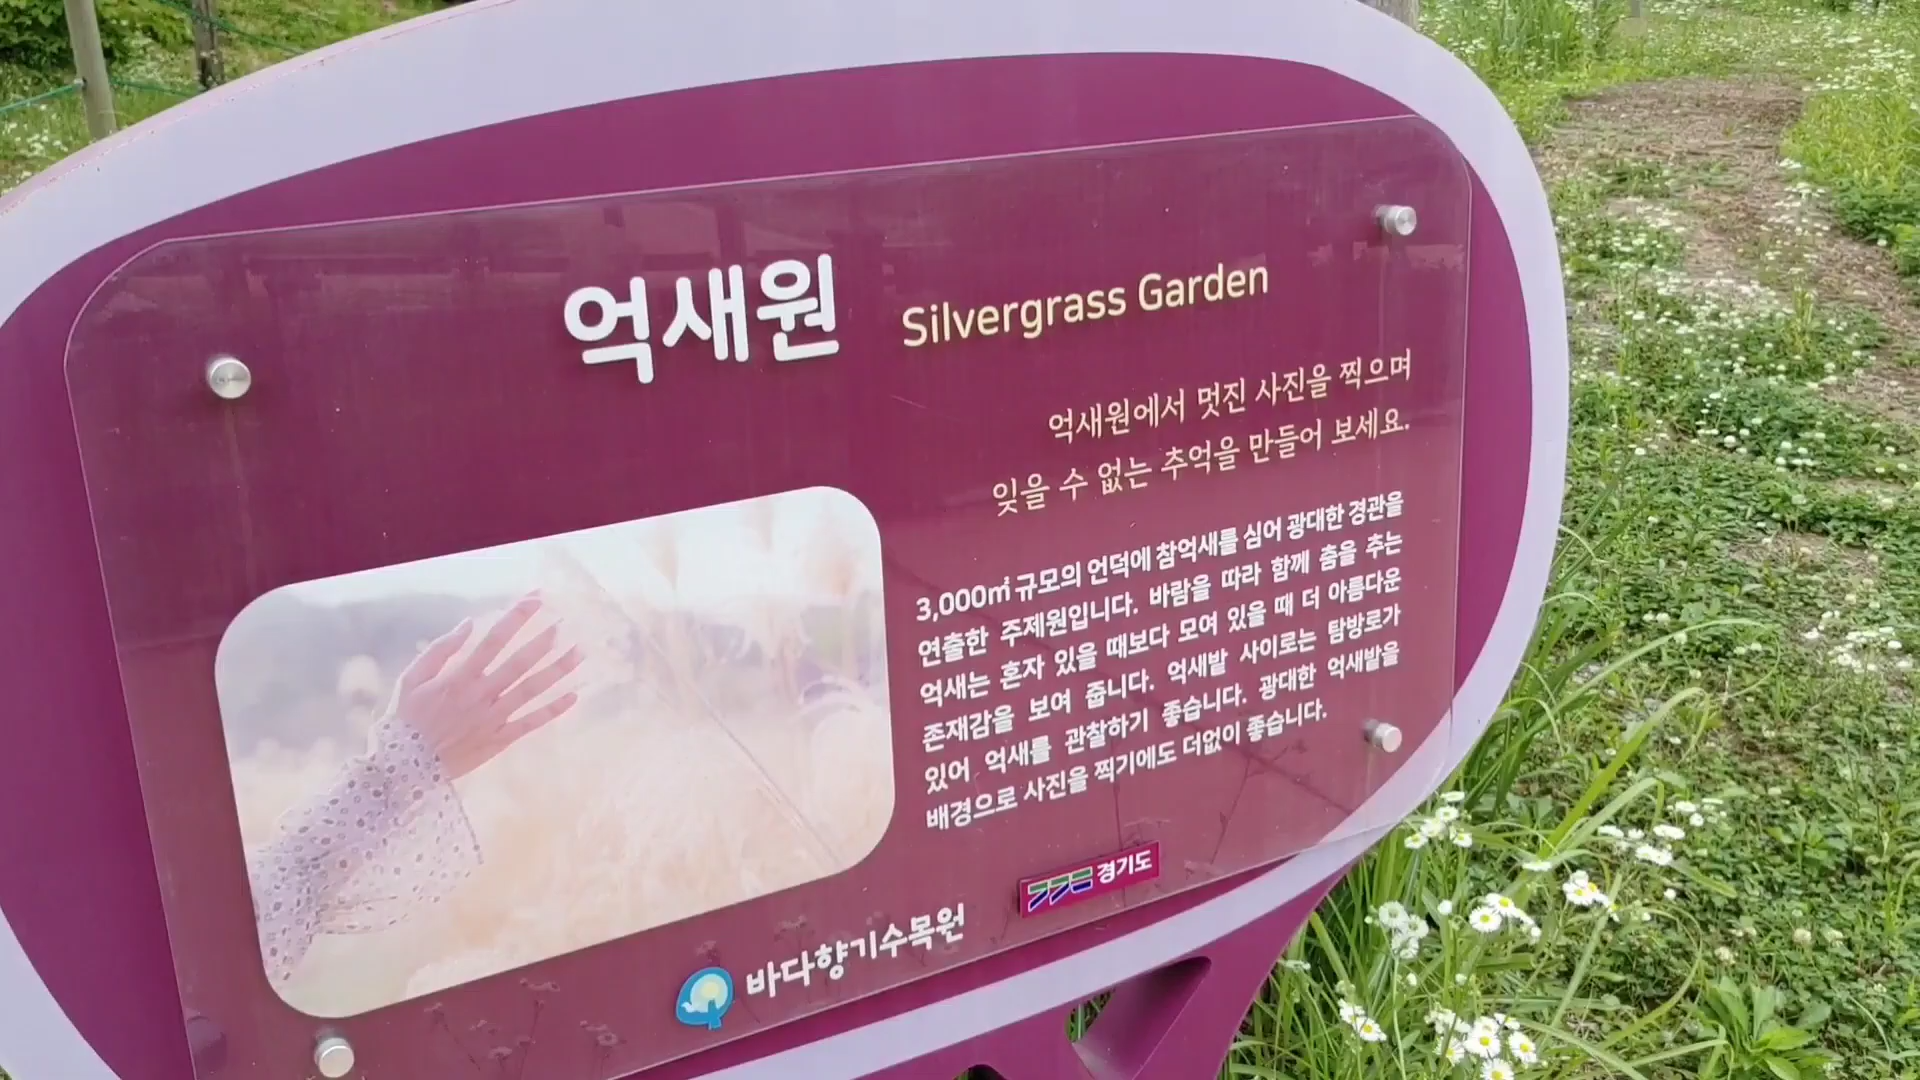 억새원 Silvergrass Garden
억새원에서 멋진 사진을 찍으며
잊을 수 없는 추억을 만들어 보세요.
3,000㎡ 규모의 언덕에 참억새를 심어 광대한 경관을
연출한 주제원입니다. 바람을 따라 함께 춤을 추는
억새는 혼자 있을 때보다 모여 있을 때 더 아름다운
존재감을 보여 줍니다. 억새밭 사이로는 탐방로가
있어 억새를 관찰하기 좋습니다. 광대한 억새밭을
배경으로 사진을 찍기에도 더없이 좋습니다.
바다향기수목원
경기도